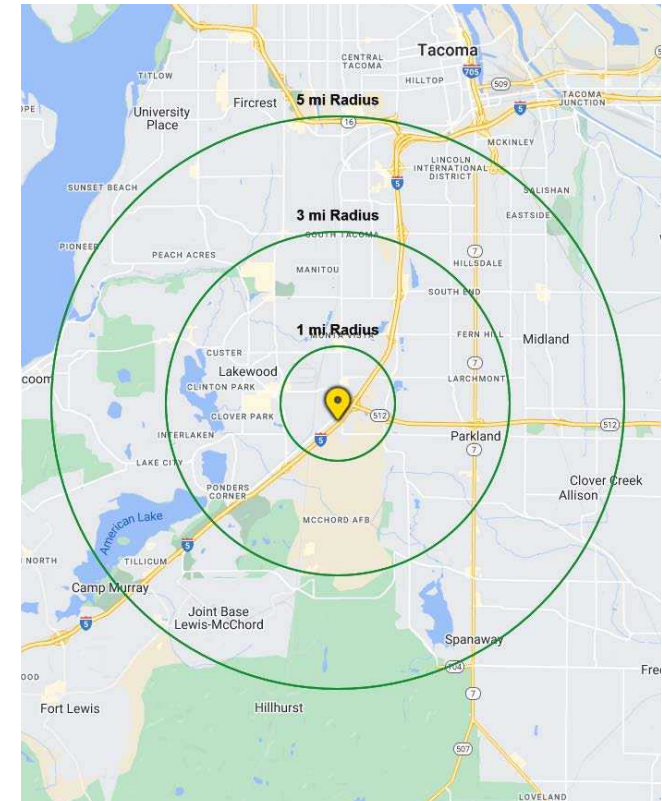 Tacoma
CENTRAL
TACOMA
705
TITLOW
HILLTOP
509
5 mi Radius
Fircrest
TACOMA
JUNCTION
University
Place
16
5
MCKINLEY
LINCOLN
INTERNATIONAL
DISTRICT
5
SUNSET BEACH
SALISHAN
3 mi Radius
EASTSIDE
SOUTH TACOMA
PIONEER
PEACH ACRES
7
HILLSDALE
MANITOU
SOUTH END
1 mi Radius
MONTA VISTA
FERN HILL
Midland
CUSTER
7
Lakewood
LARCHMONT
CLINTON PARK
CLOVER PARK
512
512
INTERLAKEN
5
Parkland
7
LAKE CITY
PONDERS
CORNER
Clover Creek
Allison
American Lake
MCCHORD AFB
5
NORTH
TILLICUM
Camp Murray
Joint Base
Lewis-McChord
5
Spanaway
704
Fort Lewis
Hillhurst
7
507
LOVELAND